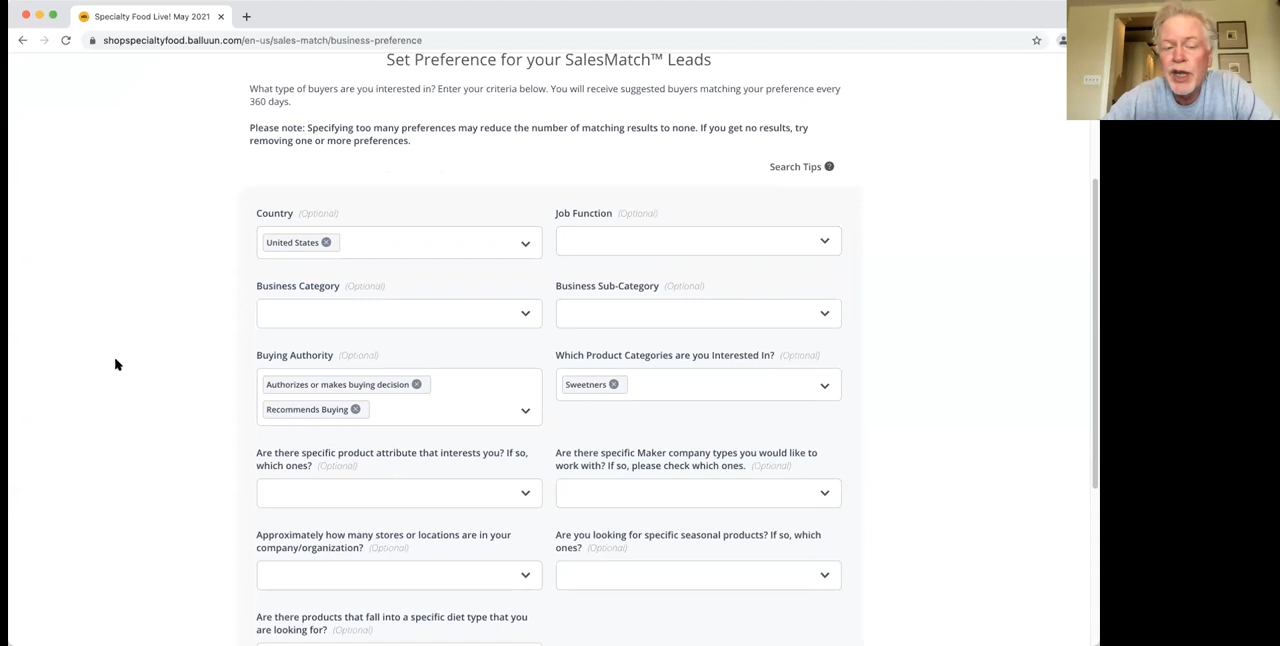 Specialty Food Live! May 2021
shopspecialtyfood.balluun.com/en-us/sales-match/business-preference
Set Preference for your SalesMatch™ Leads
What type of buyers are you interested in? Enter your criteria below. You will receive suggested buyers matching your preference every
360 days.
Please note: Specifying too many preferences may reduce the number of matching results to none. If you get no results, try
removing one or more preferences.
Search Tips ?
Country (Optional)
Job Function (Optional)
United States
Business Category (Optional)
Business Sub-Category (Optional)
Buying Authority (Optional)
Which Product Categories are you Interested In? (Optional)
Authorizes or makes buying decision
Sweetners
Recommends Buying
Are there specific product attribute that interests you? If so,
which ones? (Optional)
Are there specific Maker company types you would like to
work with? If so, please check which ones. (Optional)
Approximately how many stores or locations are in your
company/organization? (Optional)
Are you looking for specific seasonal products? If so, which
ones? (Optional)
Are there products that fall into a specific diet type that you
are looking for? (Optional)